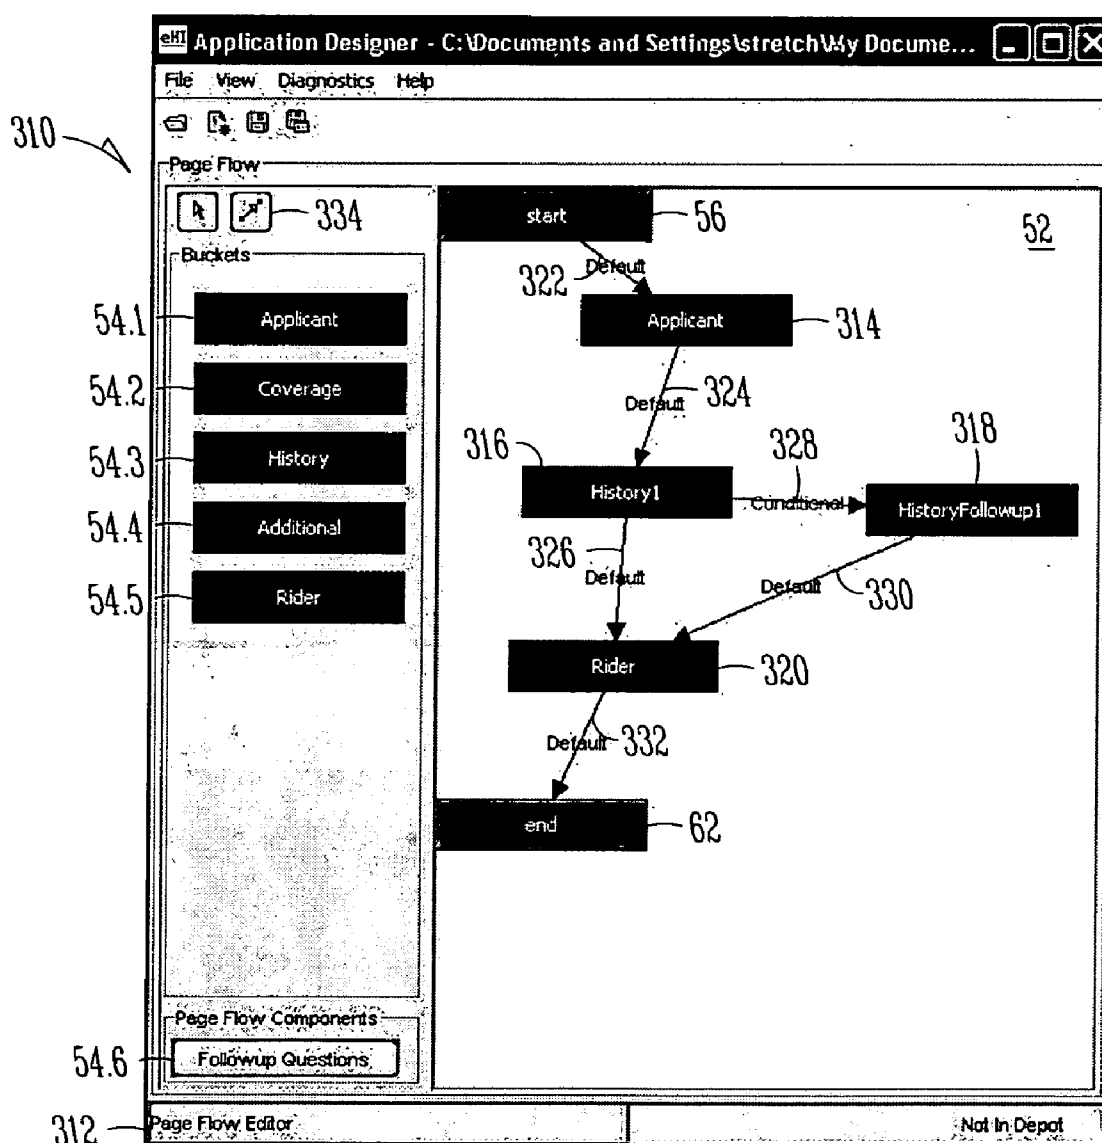 eHI Application Designer - C:\Documents and Settings\stretch\My Docume...
File View Diagnostics Help
310
Page Flow
334
start
56
52
Buckets
322
Default
54.1
Applicant
Applicant
314
54.2
Coverage
Default
324
54.3
History
316
History1
328
Conditional
318
HistoryFollowup1
54.4
Additional
326
Default
Default
330
54.5
Rider
Rider
320
Default
332
end
62
Page Flow Components
54.6
Followup Questions
312
Page Flow Editor
Not In Depot